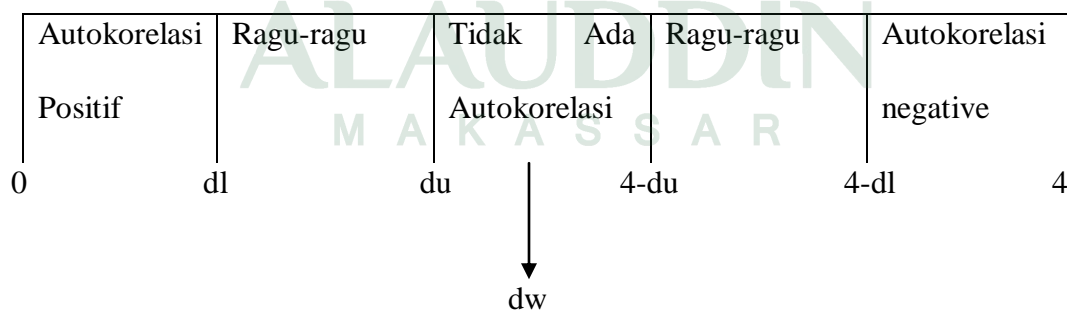 ALAUDDIN
MAKASSAR
Autokorelasi Ragu-ragu Tidak Ada Ragu-ragu Autokorelasi
Positif Autokorelasi negative
0 dl du 4-du 4-dl 4
dw